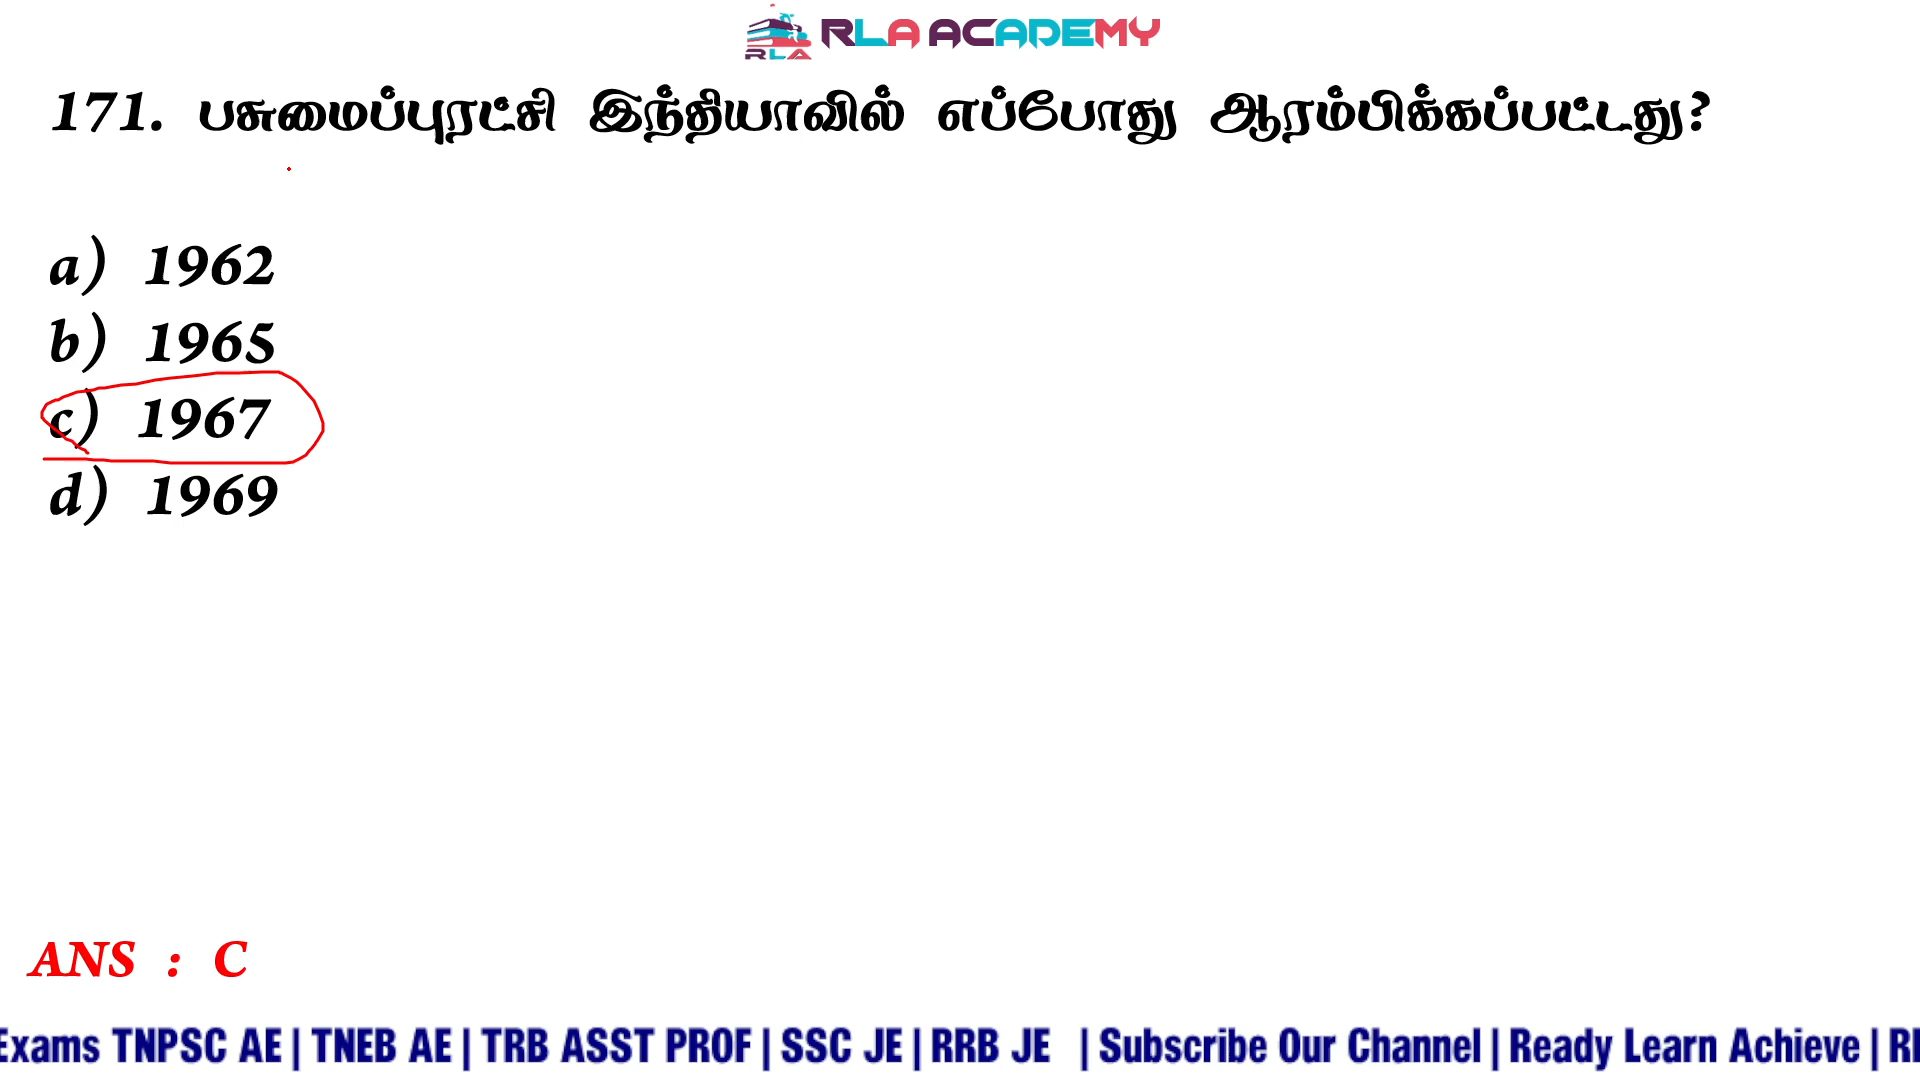 RLA
RLA ACADEMY
171. பசுமைப்புரட்சி இந்தியாவில் எப்போது ஆரம்பிக்கப்பட்டது?
a) 1962
b) 1965
c) 1967
d) 1969
ANS : C
Exams TNPSC AE | TNEB AE | TRB ASST PROF | SSC JE | RRB JE | Subscribe Our Channel | Ready Learn Achieve |